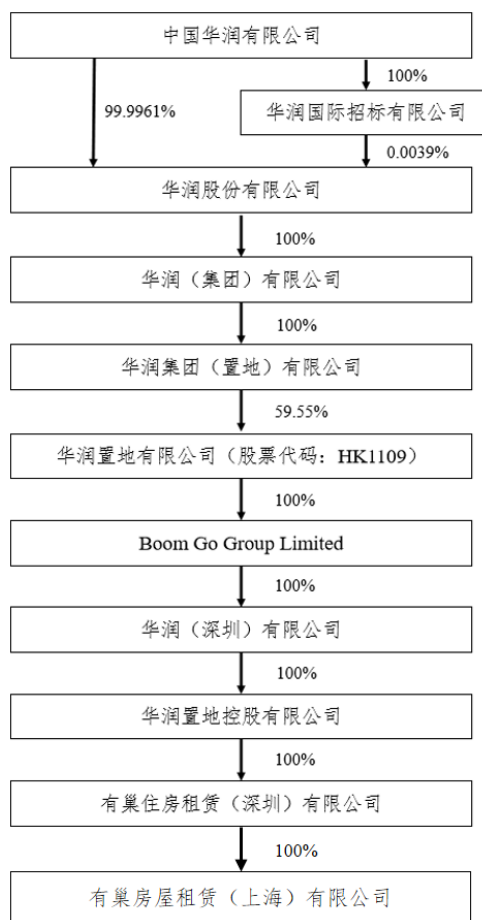 中国华润有限公司
100%
99.9961%
华润国际招标有限公司
0.0039%
华润股份有限公司
100%
华润（集团）有限公司
100%
华润集团（置地）有限公司
59.55%
华润置地有限公司（股票代码：HK1109）
100%
Boom Go Group Limited
100%
华润（深圳）有限公司
100%
华润置地控股有限公司
100%
有巢住房租赁（深圳）有限公司
100%
有巢房屋租赁（上海）有限公司